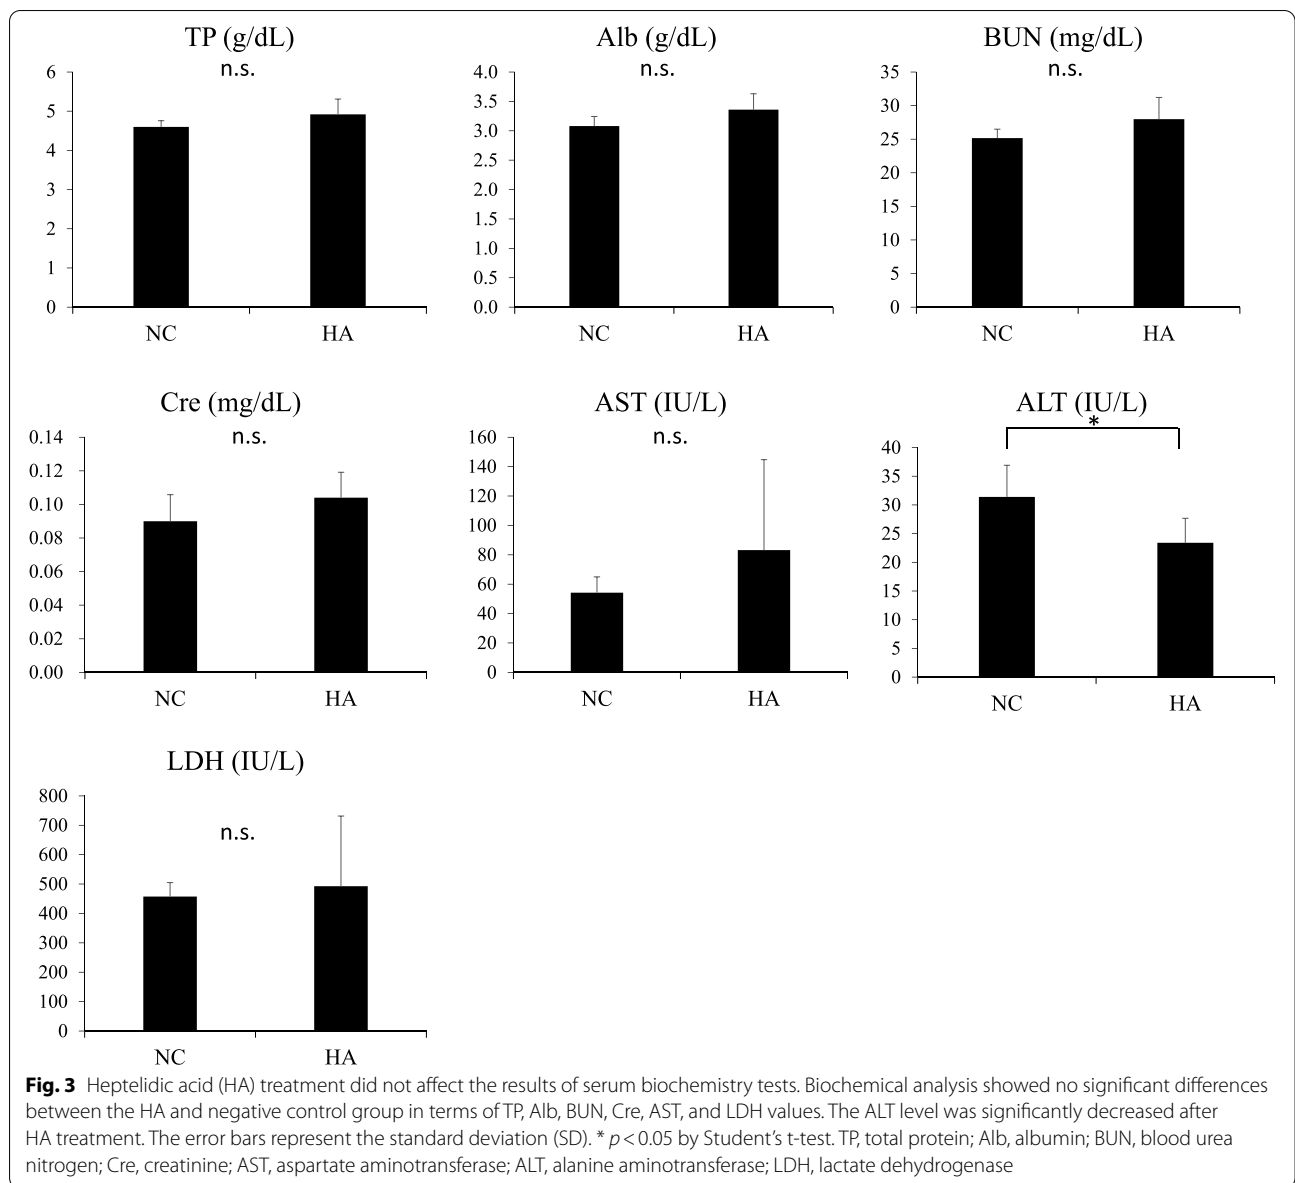 TP (g/dL)
n.s.
6
5
4
3
2
1
0
NC HA
Alb (g/dL)
n.s.
4.0
3.5
3.0
2.5
2.0
1.5
1.0
0.5
0.0
NC HA
BUN (mg/dL)
n.s.
35
30
25
20
15
10
5
0
NC HA
Cre (mg/dL)
n.s.
0.14
0.12
0.10
0.08
0.06
0.04
0.02
0.00
NC HA
AST (IU/L)
n.s.
160
140
120
100
80
60
40
20
0
NC HA
ALT (IU/L)
*
40
35
30
25
20
15
10
5
0
NC HA
LDH (IU/L)
n.s.
800
700
600
500
400
300
200
100
0
NC HA
Fig. 3 Heptelidic acid (HA) treatment did not affect the results of serum biochemistry tests. Biochemical analysis showed no significant differences
between the HA and negative control group in terms of TP, Alb, BUN, Cre, AST, and LDH values. The ALT level was significantly decreased after
HA treatment. The error bars represent the standard deviation (SD). * p < 0.05 by Student’s t-test. TP, total protein; Alb, albumin; BUN, blood urea
nitrogen; Cre, creatinine; AST, aspartate aminotransferase; ALT, alanine aminotransferase; LDH, lactate dehydrogenase